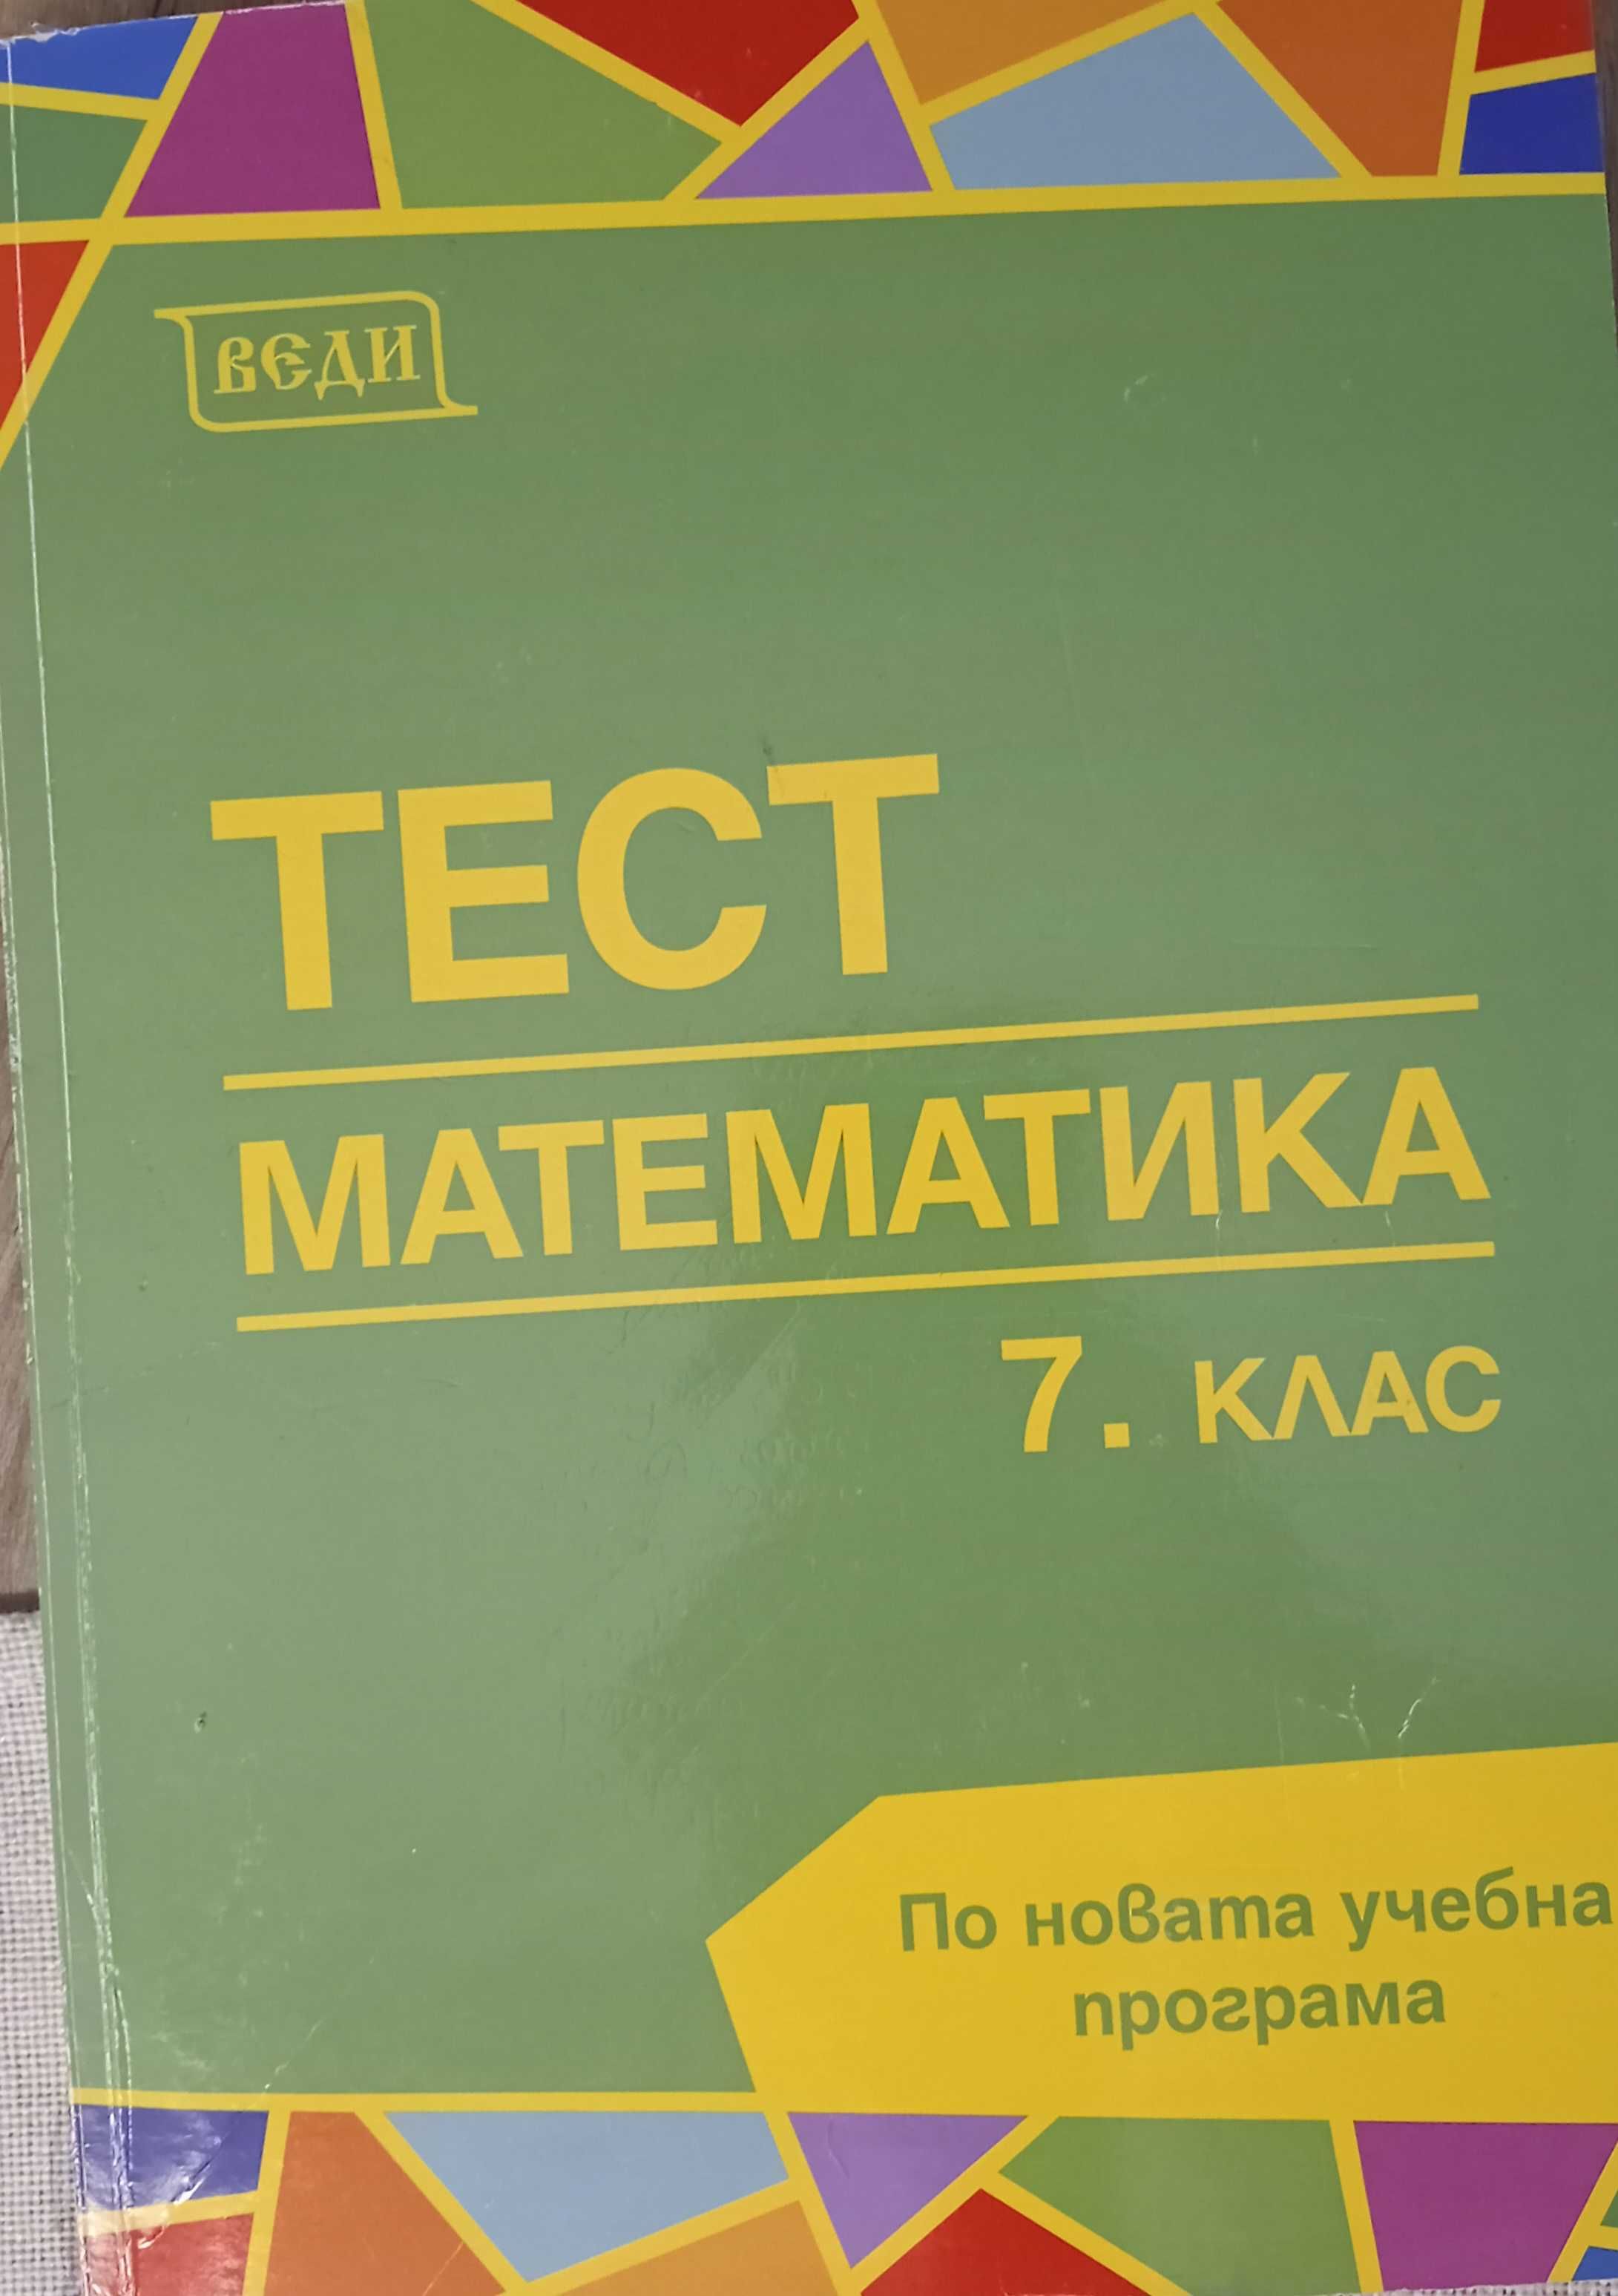 ВЕДИ
ТЕСТ
МАТЕМАТИКА
7. КЛАС
По новата учебна
програма